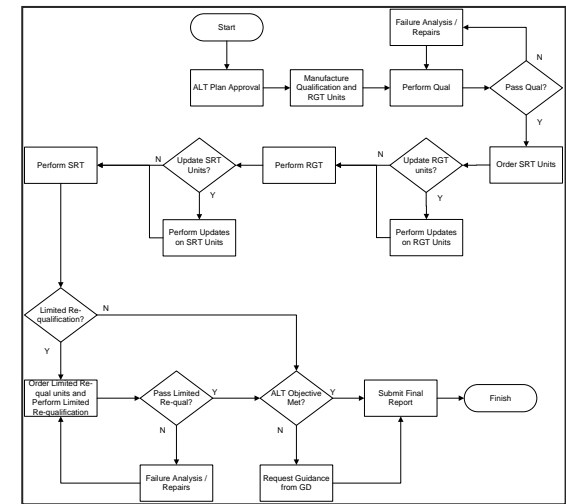 Start
Failure Analysis /
Repairs
N
ALT Plan Approval
Manufacture
Qualification and
RGT Units
Perform Qual
Pass Qual?
Y
Perform SRT
N
Update SRT
Units?
Perform RGT
N
Update RGT
units?
Order SRT Units
Y
Y
Perform Updates
on SRT Units
Perform Updates
on RGT Units
Limited Re-
qualification?
N
Y
Order Limited Re-
qual units and
Perform Limited
Re-qualification
Pass Limited
Re-qual?
Y
ALT Objective
Met?
Y
Submit Final
Report
Finish
N
N
Failure Analysis /
Repairs
Request Guidance
from GD